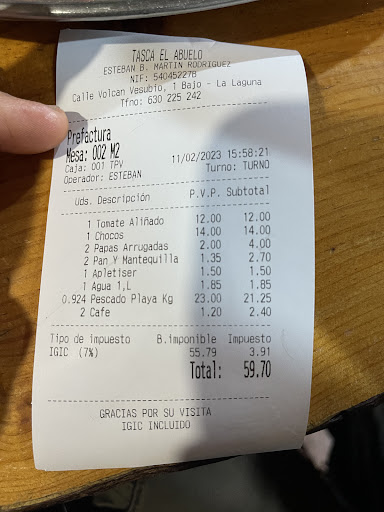 TASCA EL ABUELO
ESTEBAN B. MARTIN RODRIGUEZ
NIF: 54045227B
Calle Volcan Vesubio, 1 Bajo - La Laguna
Tfno: 630 225 242
Prefactura
Mesa: 002 M2
Caja: 001 TPV 11/02/2023 15:58:21
Operador: ESTEBAN Turno: TURNO
Uds. Descripción P.V.P. Subtotal
1 Tomate Aliñado 12.00 12.00
1 Chocos 14.00 14.00
2 Papas Arrugadas 2.00 4.00
2 Pan Y Mantequilla 1.35 2.70
1 Apletiser 1.50 1.50
1 Agua 1,L 1.85 1.85
0.924 Pescado Playa Kg 23.00 21.25
2 Cafe 1.20 2.40
Tipo de impuesto B.imponible Impuesto
IGIC (7%) 55.79 3.91
Total: 59.70
GRACIAS POR SU VISITA
IGIC INCLUIDO